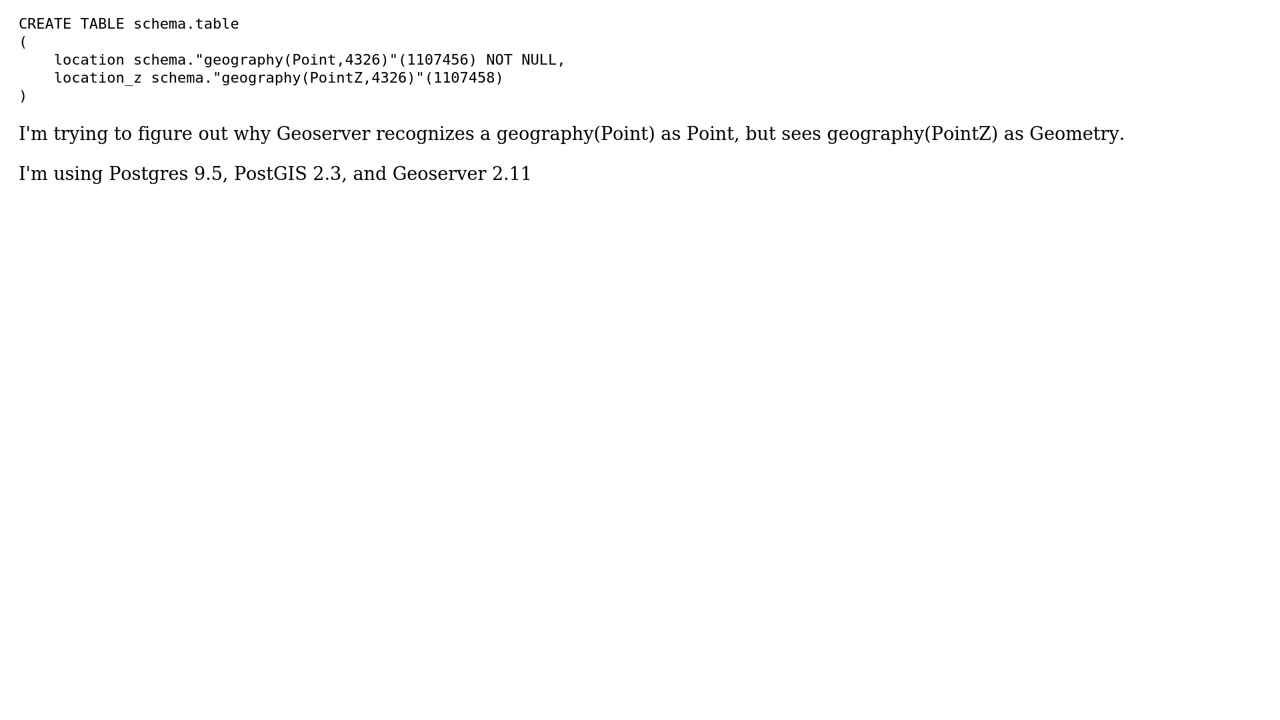 CREATE TABLE schema.table
(
    location schema."geography(Point,4326)"(1107456) NOT NULL,
    location_z schema."geography(PointZ,4326)"(1107458)
)
I'm trying to figure out why Geoserver recognizes a geography(Point) as Point, but sees geography(PointZ) as Geometry.
I'm using Postgres 9.5, PostGIS 2.3, and Geoserver 2.11